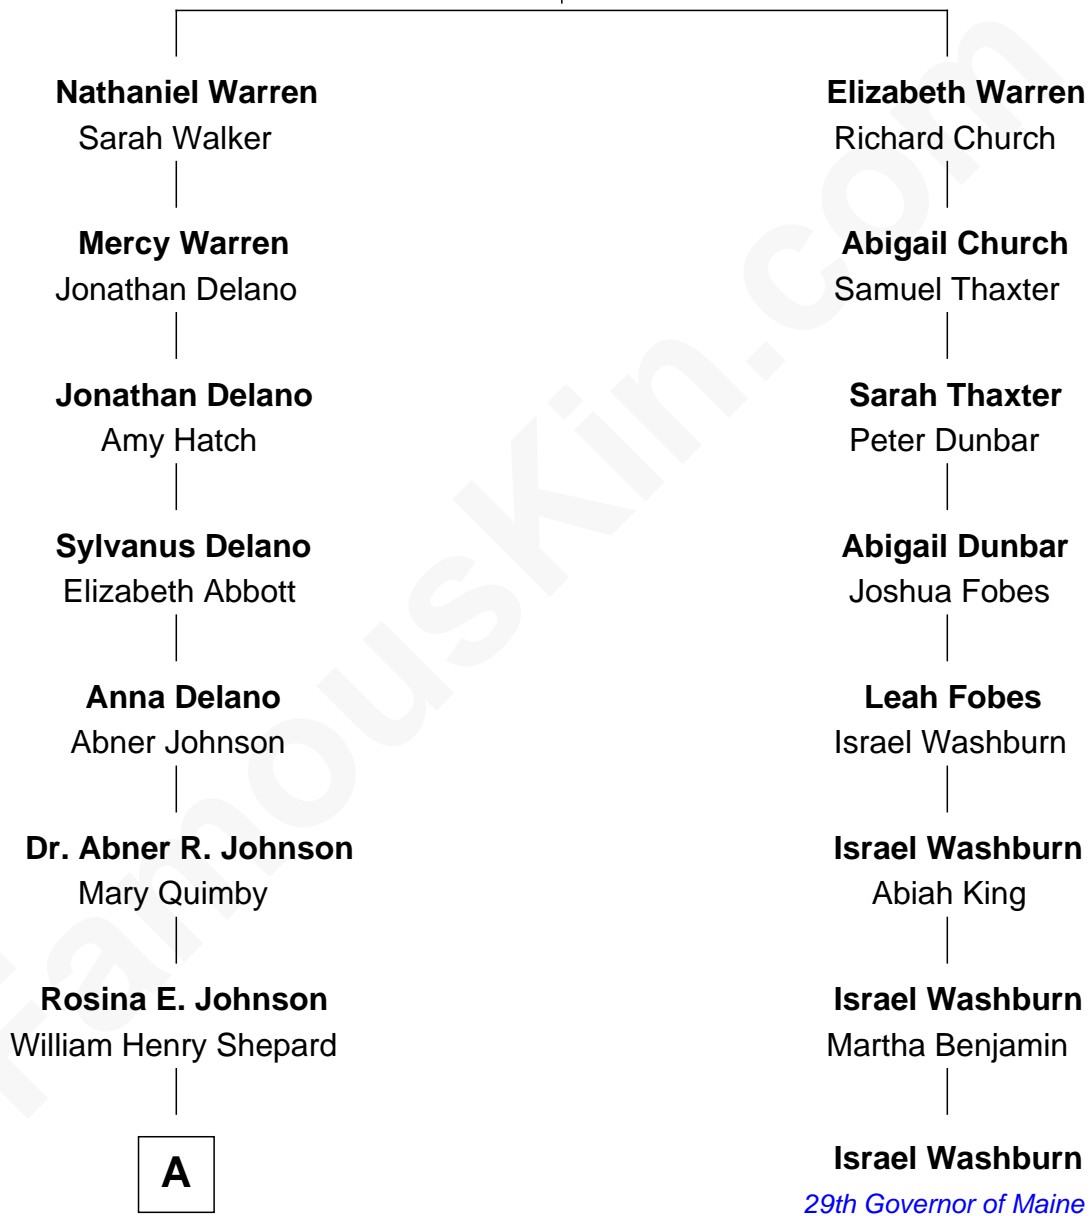 Nathaniel Warren
Sarah Walker
Mercy Warren
Jonathan Delano
Jonathan Delano
Amy Hatch
Sylvanus Delano
Elizabeth Abbott
Anna Delano
Abner Johnson
Dr. Abner R. Johnson
Mary Quimby
Rosina E. Johnson
William Henry Shepard
A
Elizabeth Warren
Richard Church
Abigail Church
Samuel Thaxter
Sarah Thaxter
Peter Dunbar
Abigail Dunbar
Joshua Fobes
Leah Fobes
Israel Washburn
Israel Washburn
Abiah King
Israel Washburn
Martha Benjamin
Israel Washburn
29th Governor of Maine
FamousKin.com